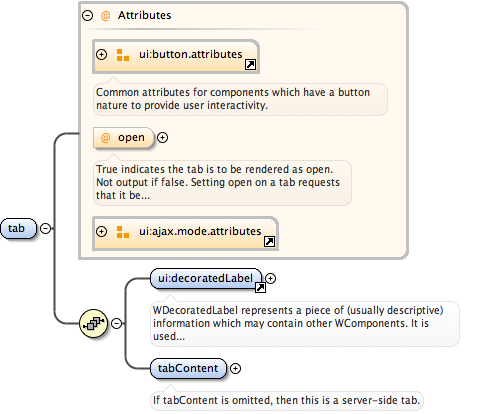 @ Attributes
ui:button.attributes
Common attributes for components which have a button
nature to provide user interactivity.
@ open
True indicates the tab is to be rendered as open.
Not output if false. Setting open on a tab requests
that it be...
ui:ajax.mode.attributes
tab
ui:decoratedLabel
WDecoratedLabel represents a piece of (usually descriptive)
information which may contain other WComponents. It is
used...
tabContent
If tabContent is omitted, then this is a server-side tab.